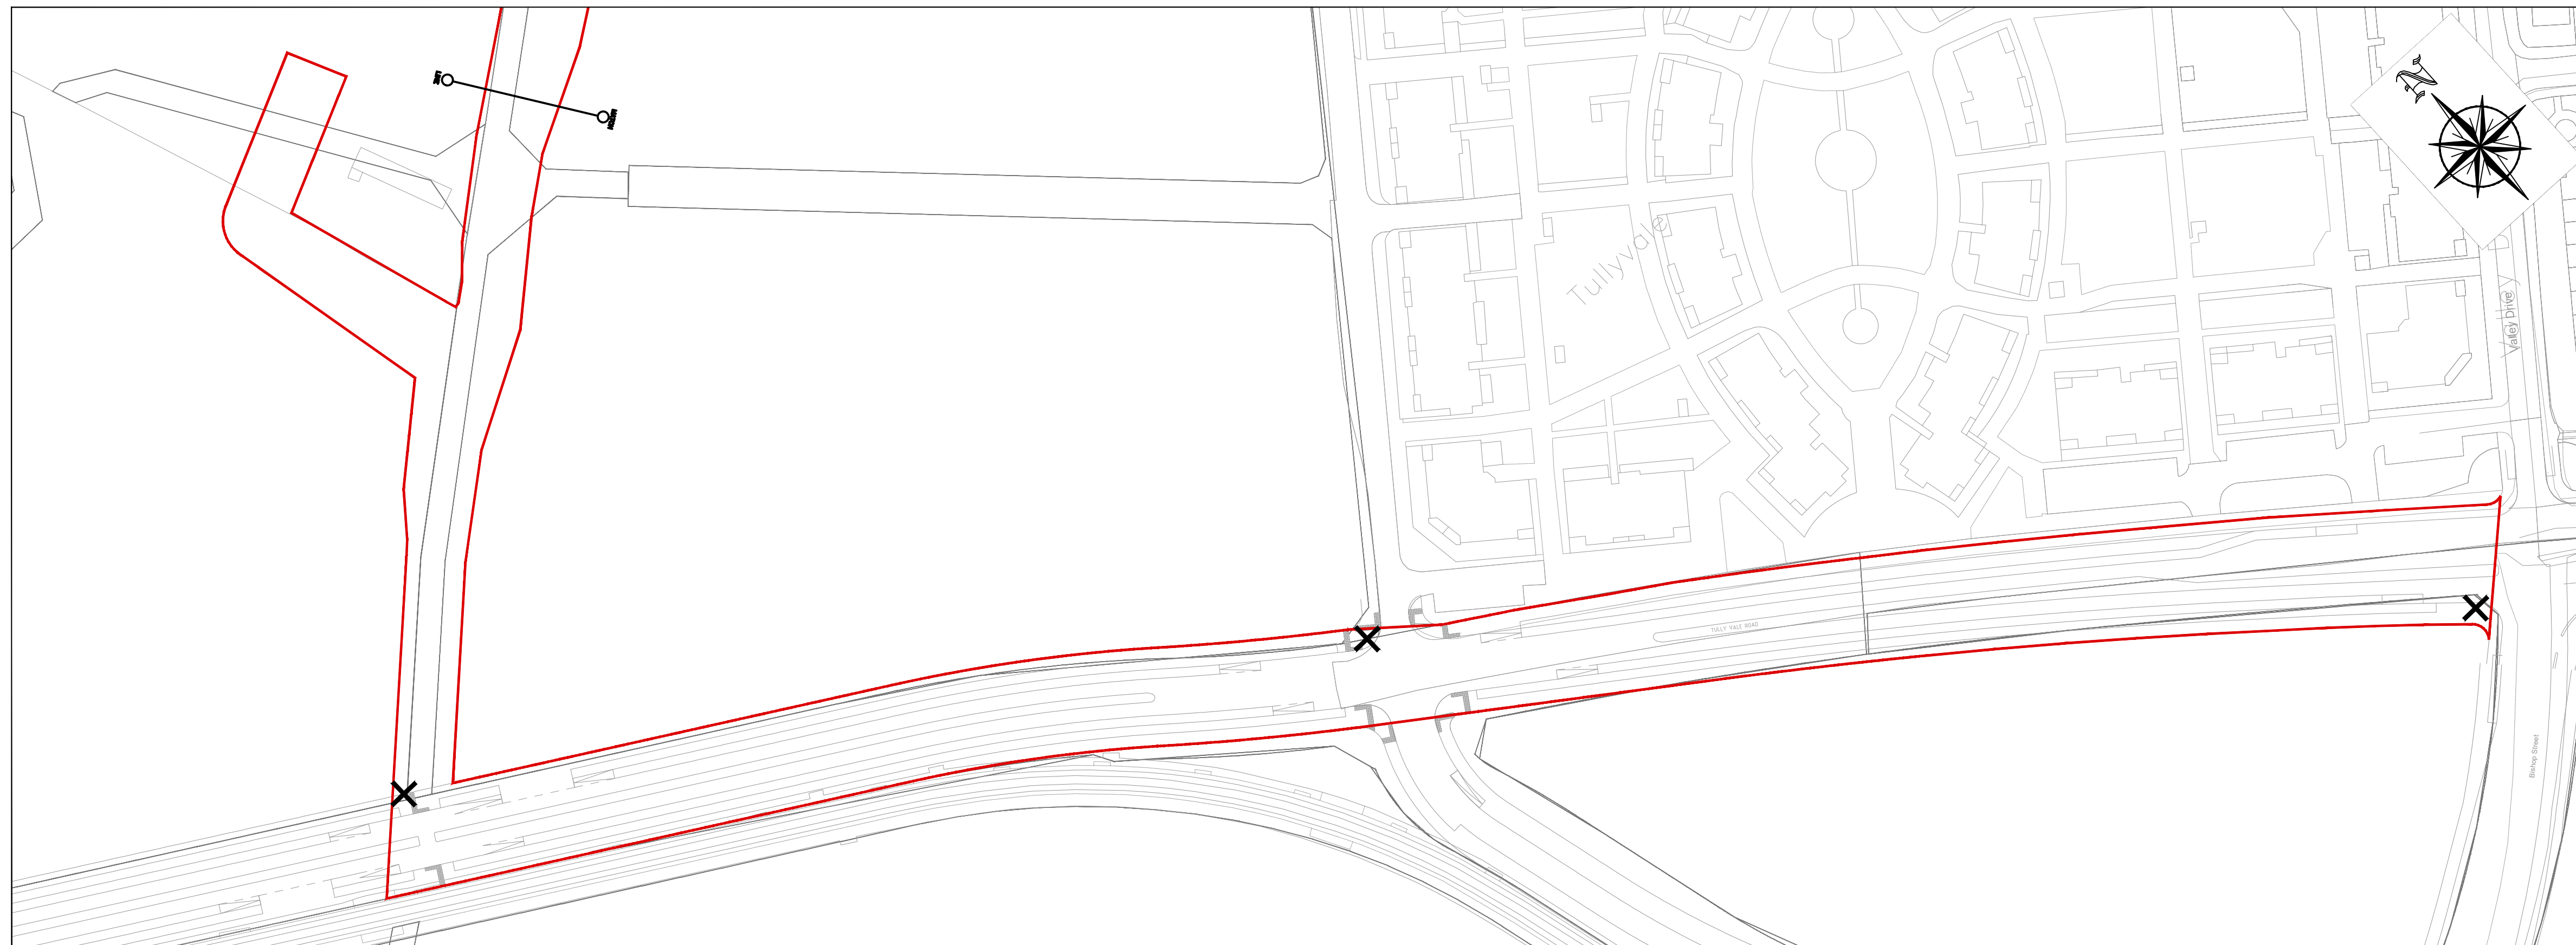 N
Tullyvale
Valley Drive
TULLY VALE ROAD
Bishop Street